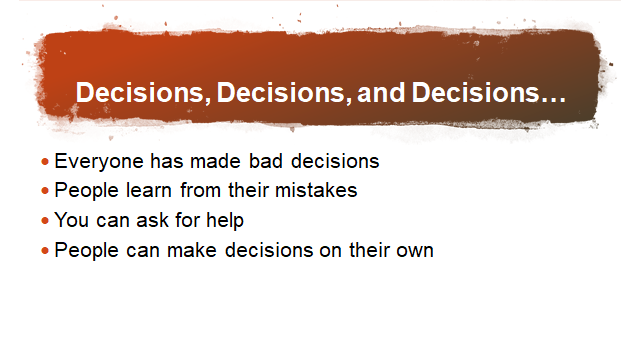 Decisions, Decisions, and Decisions…
• Everyone has made bad decisions
• People learn from their mistakes
• You can ask for help
• People can make decisions on their own